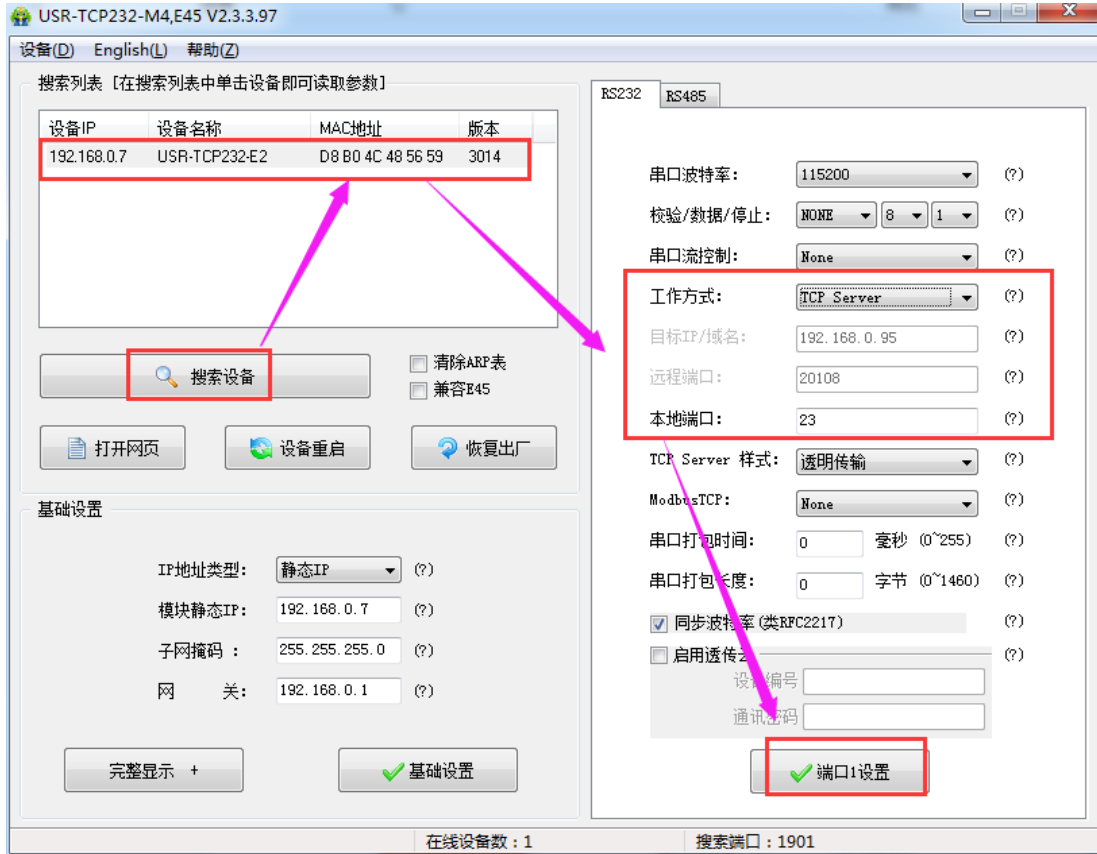 USR-TCP232-M4,E45 V2.3.3.97
设备(D) English(L) 帮助(Z)
搜索列表 [在搜索列表中单击设备即可读取参数]
设备IP 设备名称 MAC地址 版本
192.168.0.7 USR-TCP232-E2 D8 B0 4C 48 56 59 3014
搜索设备
清除ARP表
兼容E45
打开网页 设备重启 恢复出厂
基础设置
IP地址类型: 静态IP (?)
模块静态IP: 192.168.0.7 (?)
子网掩码 : 255.255.255.0 (?)
网 关: 192.168.0.1 (?)
完整显示 + 基础设置
RS232 RS485
串口波特率: 115200 (?)
校验/数据/停止: NONE 8 1 (?)
串口流控制: None (?)
工作方式: TCP Server (?)
目标IP/域名: 192.168.0.95 (?)
远程端口: 20108 (?)
本地端口: 23 (?)
TCP Server 样式: 透明传输 (?)
ModbusTCP: None (?)
串口打包时间: 0 毫秒 (0~255) (?)
串口打包长度: 0 字节 (0~1460) (?)
同步波特率(类RFC2217) (?)
启用透传云 (?)
设备编号
通讯密码
端口1设置
在线设备数：1 搜索端口：1901